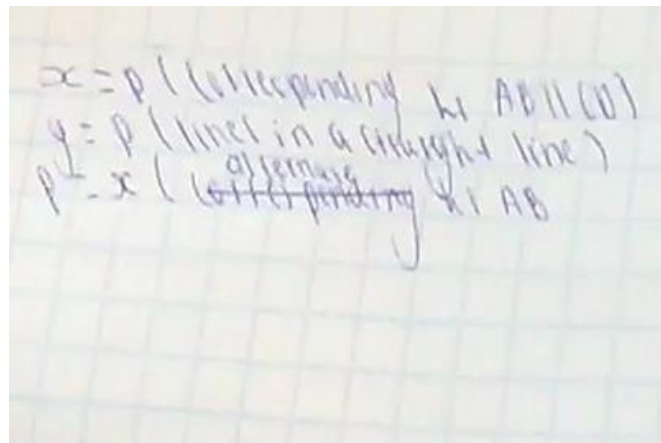 x = p (corresponding ∠s AB || CD)
y = p (lines in a straight line)
p = x (alternate ∠s AB